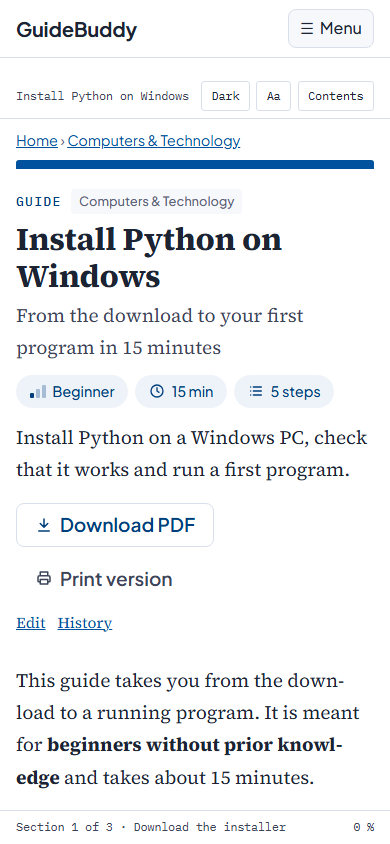 GuideBuddy
☰ Menu
Install Python on Windows
Dark
Aa
Contents
Home › Computers & Technology
GUIDE
Computers & Technology
Install Python on
Windows
From the download to your first
program in 15 minutes
Beginner
15 min
5 steps
Install Python on a Windows PC, check
that it works and run a first program.
Download PDF
Print version
Edit
History
This guide takes you from the down-
load to a running program. It is meant
for beginners without prior knowl-
edge and takes about 15 minutes.
Section 1 of 3 · Download the installer
0 %